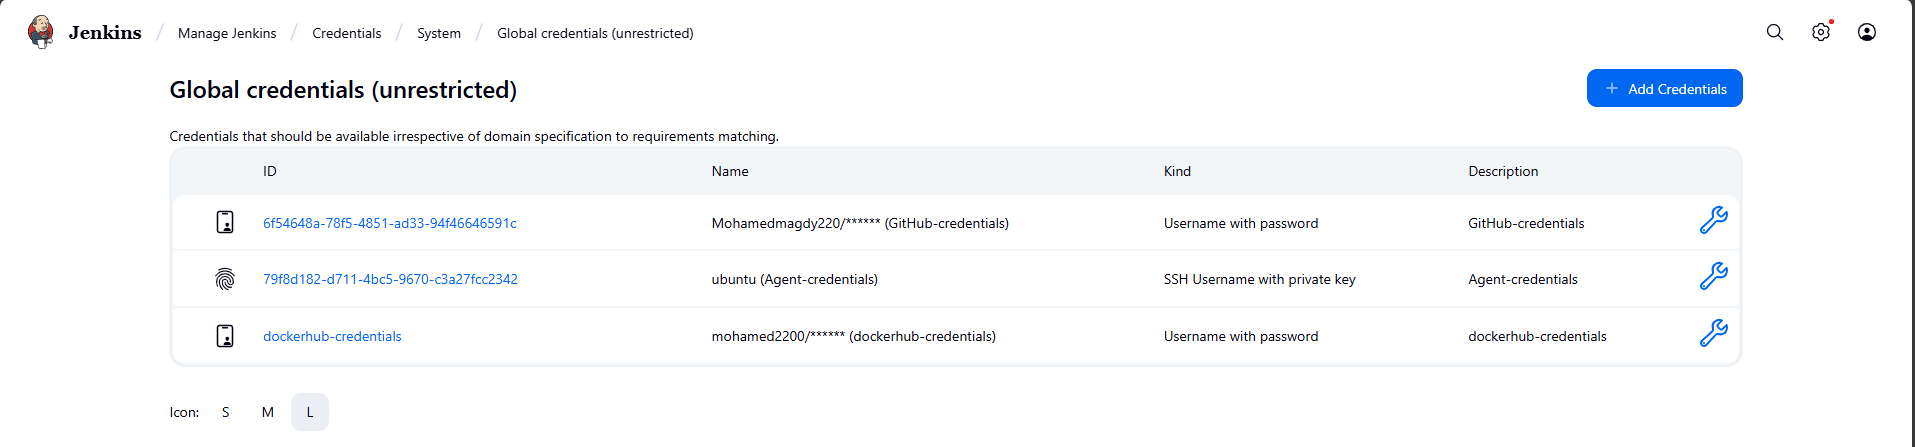 Jenkins / Manage Jenkins / Credentials / System / Global credentials (unrestricted)
Global credentials (unrestricted)
+ Add Credentials
Credentials that should be available irrespective of domain specification to requirements matching.
ID Name Kind Description
6f54648a-78f5-4851-ad33-94f46646591c Mohamedmagdy220/****** (GitHub-credentials) Username with password GitHub-credentials
79f8d182-d711-4bc5-9670-c3a27fcc2342 ubuntu (Agent-credentials) SSH Username with private key Agent-credentials
dockerhub-credentials mohamed2200/****** (dockerhub-credentials) Username with password dockerhub-credentials
Icon: S M L